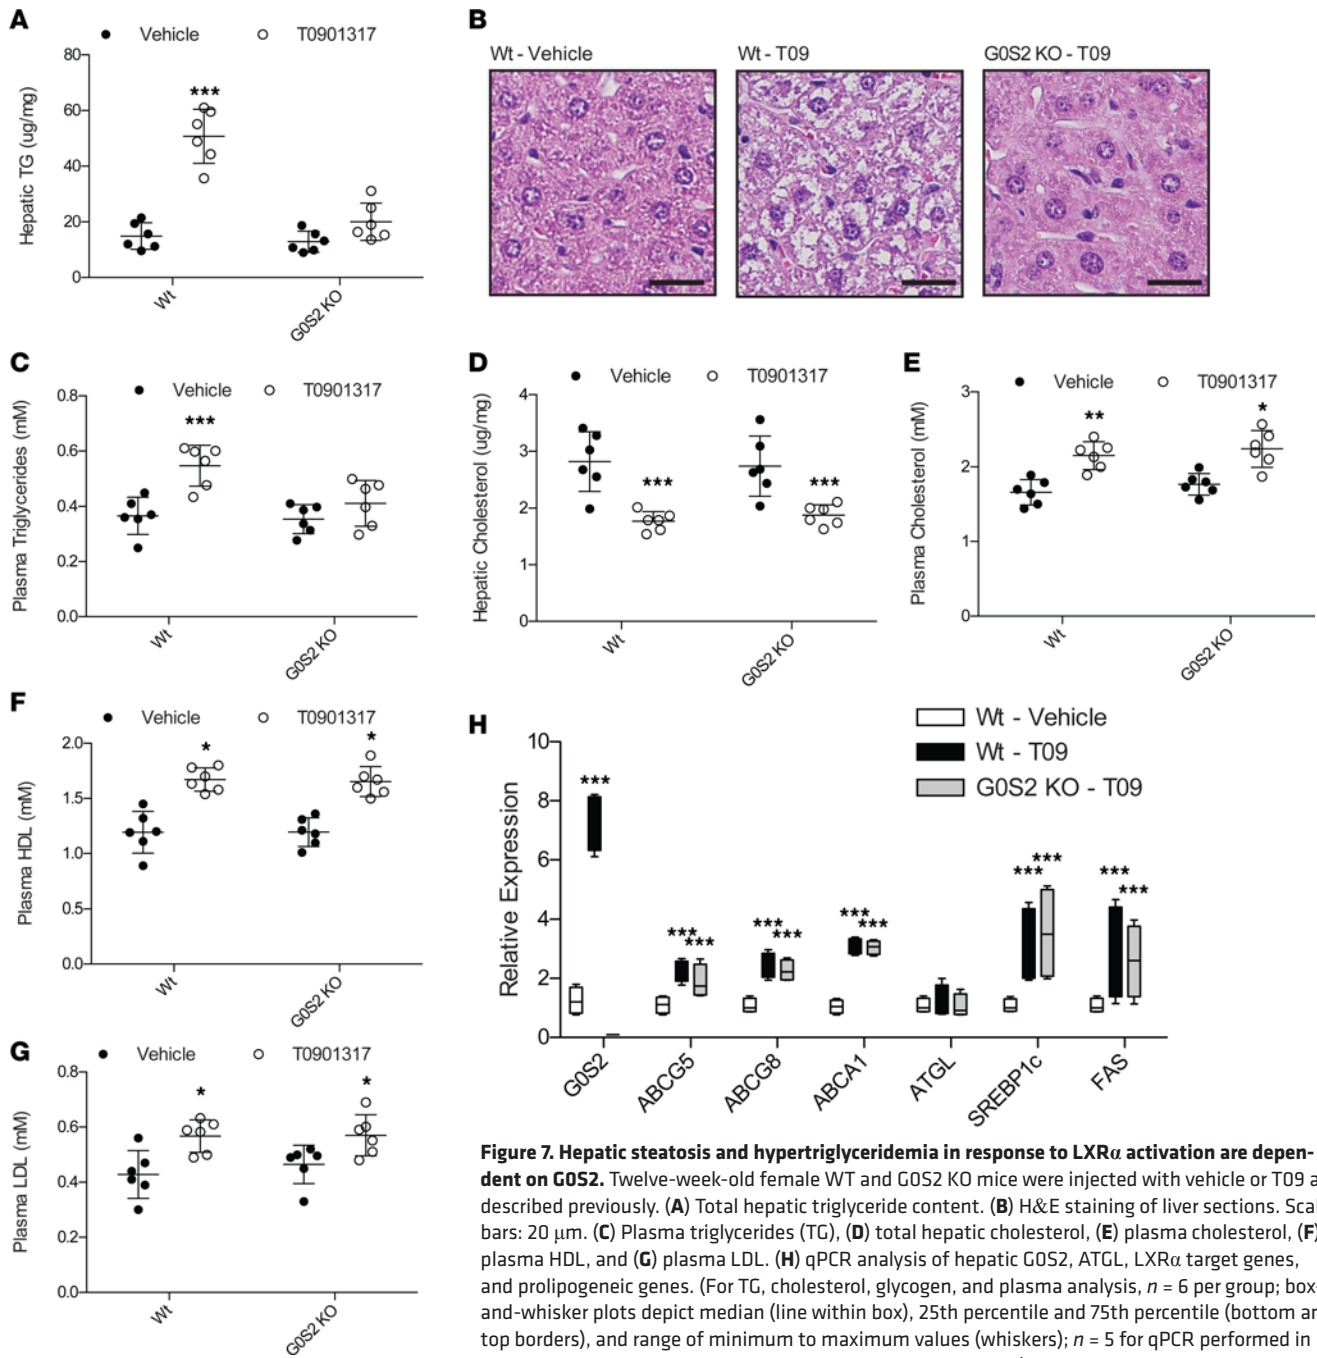 A
Vehicle T0901317
80
60
40
20
0
Hepatic TG (ug/mg)
***
Wt
G0S2 KO
B
Wt - Vehicle
Wt - T09
G0S2 KO - T09
C
Vehicle T0901317
0.8
0.6
0.4
0.2
0.0
Plasma Triglycerides (mM)
***
Wt
G0S2 KO
D
Vehicle T0901317
4
3
2
1
0
Hepatic Cholesterol (ug/mg)
***
***
Wt
G0S2 KO
E
Vehicle T0901317
3
2
1
0
Plasma Cholesterol (mM)
**
*
Wt
G0S2 KO
F
Vehicle T0901317
2.0
1.5
1.0
0.5
0.0
Plasma HDL (mM)
*
*
Wt
G0S2 KO
G
Vehicle T0901317
0.8
0.6
0.4
0.2
0.0
Plasma LDL (mM)
*
*
Wt
G0S2 KO
H
Wt - Vehicle
Wt - T09
G0S2 KO - T09
10
8
6
4
2
0
Relative Expression
***
***
***
***
***
***
***
***
***
***
***
G0S2
ABCG5
ABCG8
ABCA1
ATGL
SREBP1c
FAS
Figure 7. Hepatic steatosis and hypertriglyceridemia in response to LXRα activation are depen-
dent on G0S2. Twelve-week-old female WT and G0S2 KO mice were injected with vehicle or T09 a
described previously. (A) Total hepatic triglyceride content. (B) H&E staining of liver sections. Scal
bars: 20 μm. (C) Plasma triglycerides (TG), (D) total hepatic cholesterol, (E) plasma cholesterol, (F)
plasma HDL, and (G) plasma LDL. (H) qPCR analysis of hepatic G0S2, ATGL, LXRα target genes,
and prolipogeneic genes. (For TG, cholesterol, glycogen, and plasma analysis, n = 6 per group; box-
and-whisker plots depict median (line within box), 25th percentile and 75th percentile (bottom an
top borders), and range of minimum to maximum values (whiskers); n = 5 for qPCR performed in